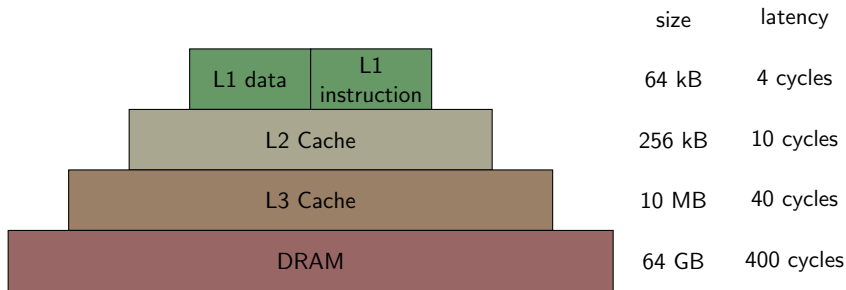 size latency
L1 data L1 instruction 64 kB 4 cycles
L2 Cache 256 kB 10 cycles
L3 Cache 10 MB 40 cycles
DRAM 64 GB 400 cycles